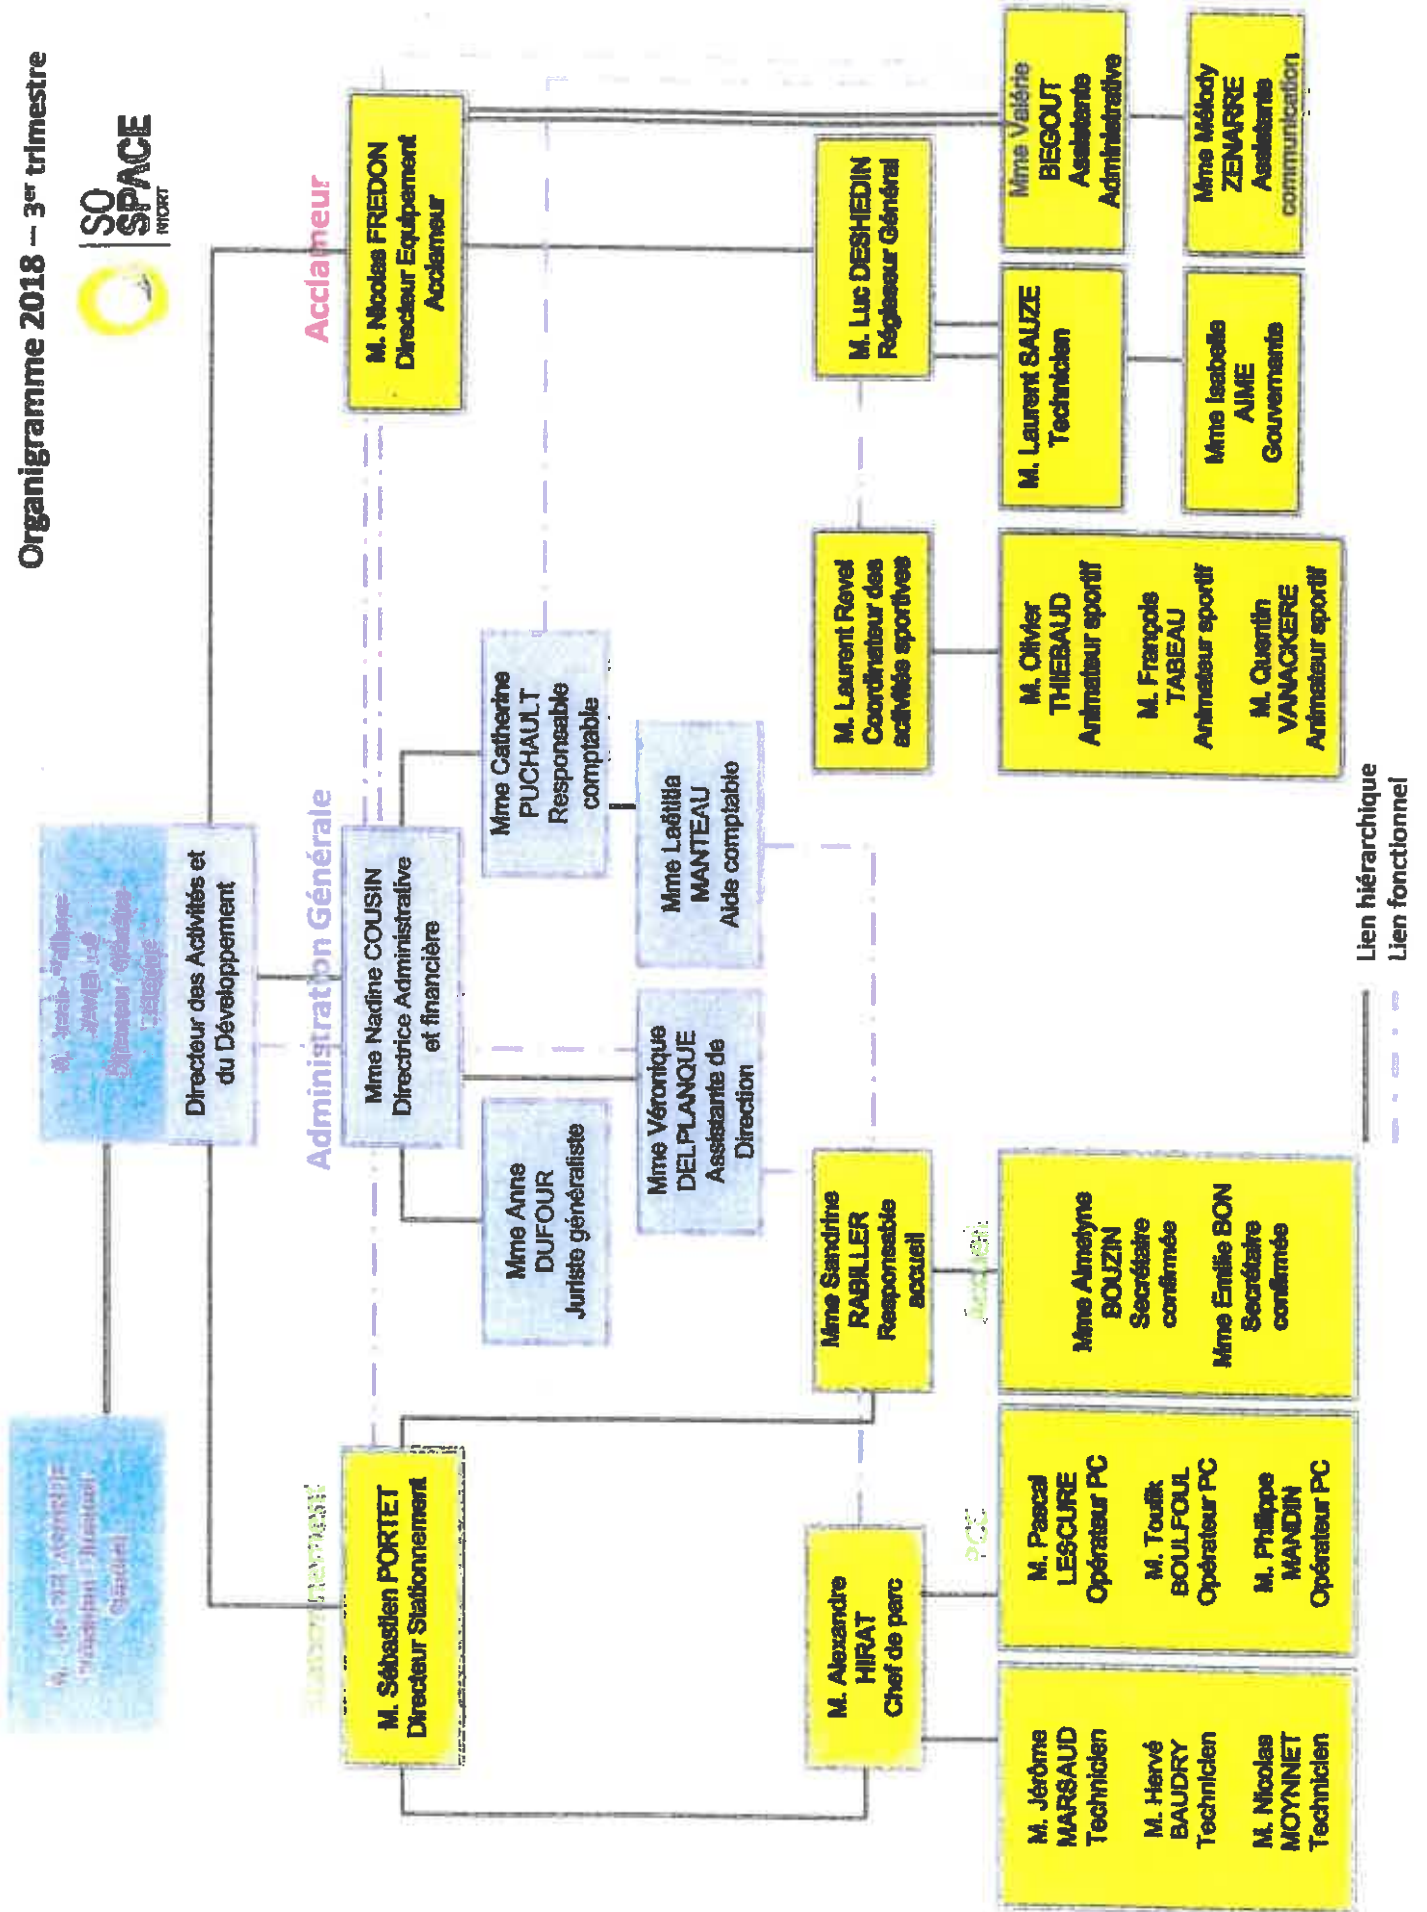 Organigramme 2018 – 3er trimestre
SO
SPACE
NIORT
Directeur des Activités et
du Développement
Administration Générale
Acclameur
M. Sébastien PORTET
Directeur Stationnement
Mme Nadine COUSIN
Directrice Administrative
et financière
M. Nicolas FREDON
Directeur Equipement
Acclameur
Mme Anne
DUFOUR
Juriste généraliste
Mme Catherine
PUCHAULT
Responsable
comptable
Mme Véronique
DELPLANQUE
Assistante de
Direction
Mme Laëtitia
MANTEAU
Aide comptable
M. Alexandre
HIRAT
Chef de parc
Mme Sandrine
RABILLER
Responsable
accueil
M. Laurent Revel
Coordinateur des
activités sportives
M. Luc DESHEDIN
Régisseur Général
M. Jérôme
MARSAUD
Technicien
M. Hervé
BAUDRY
Technicien
M. Nicolas
MOYNNET
Technicien
M. Pascal
LESCURE
Opérateur PC
M. Toufik
BOULFOUL
Opérateur PC
M. Philippe
MANDIN
Opérateur PC
Mme Almelyne
BOUZIN
Secrétaire
confirmée
Mme Emilie BON
Secrétaire
confirmée
M. Olivier
THIEBAUD
Animateur sportif
M. François
TABEAU
Animateur sportif
M. Quentin
VANACKERE
Animateur sportif
M. Laurent SAUZE
Technicien
Mme Valérie
BEGOUT
Assistante
Administrative
Mme Isabelle
AIME
Gouvernante
Mme Mélody
ZENARRE
Assistante
communication
Lien hiérarchique
Lien fonctionnel